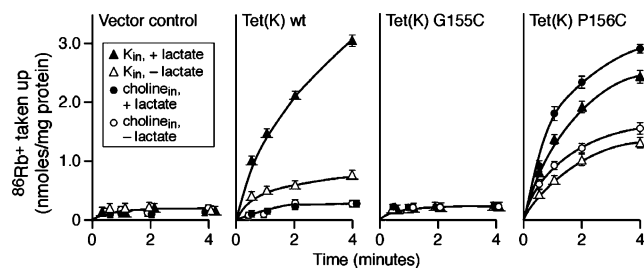 Vector control
Tet(K) wt
Tet(K) G155C
Tet(K) P156C
3.0
2.0
1.0
0
86Rb+ taken up
(nmoles/mg protein)
Kin, + lactate
Kin, – lactate
cholinein,
+ lactate
cholinein,
– lactate
0 2 4 0 2 4 0 2 4 0 2 4
Time (minutes)